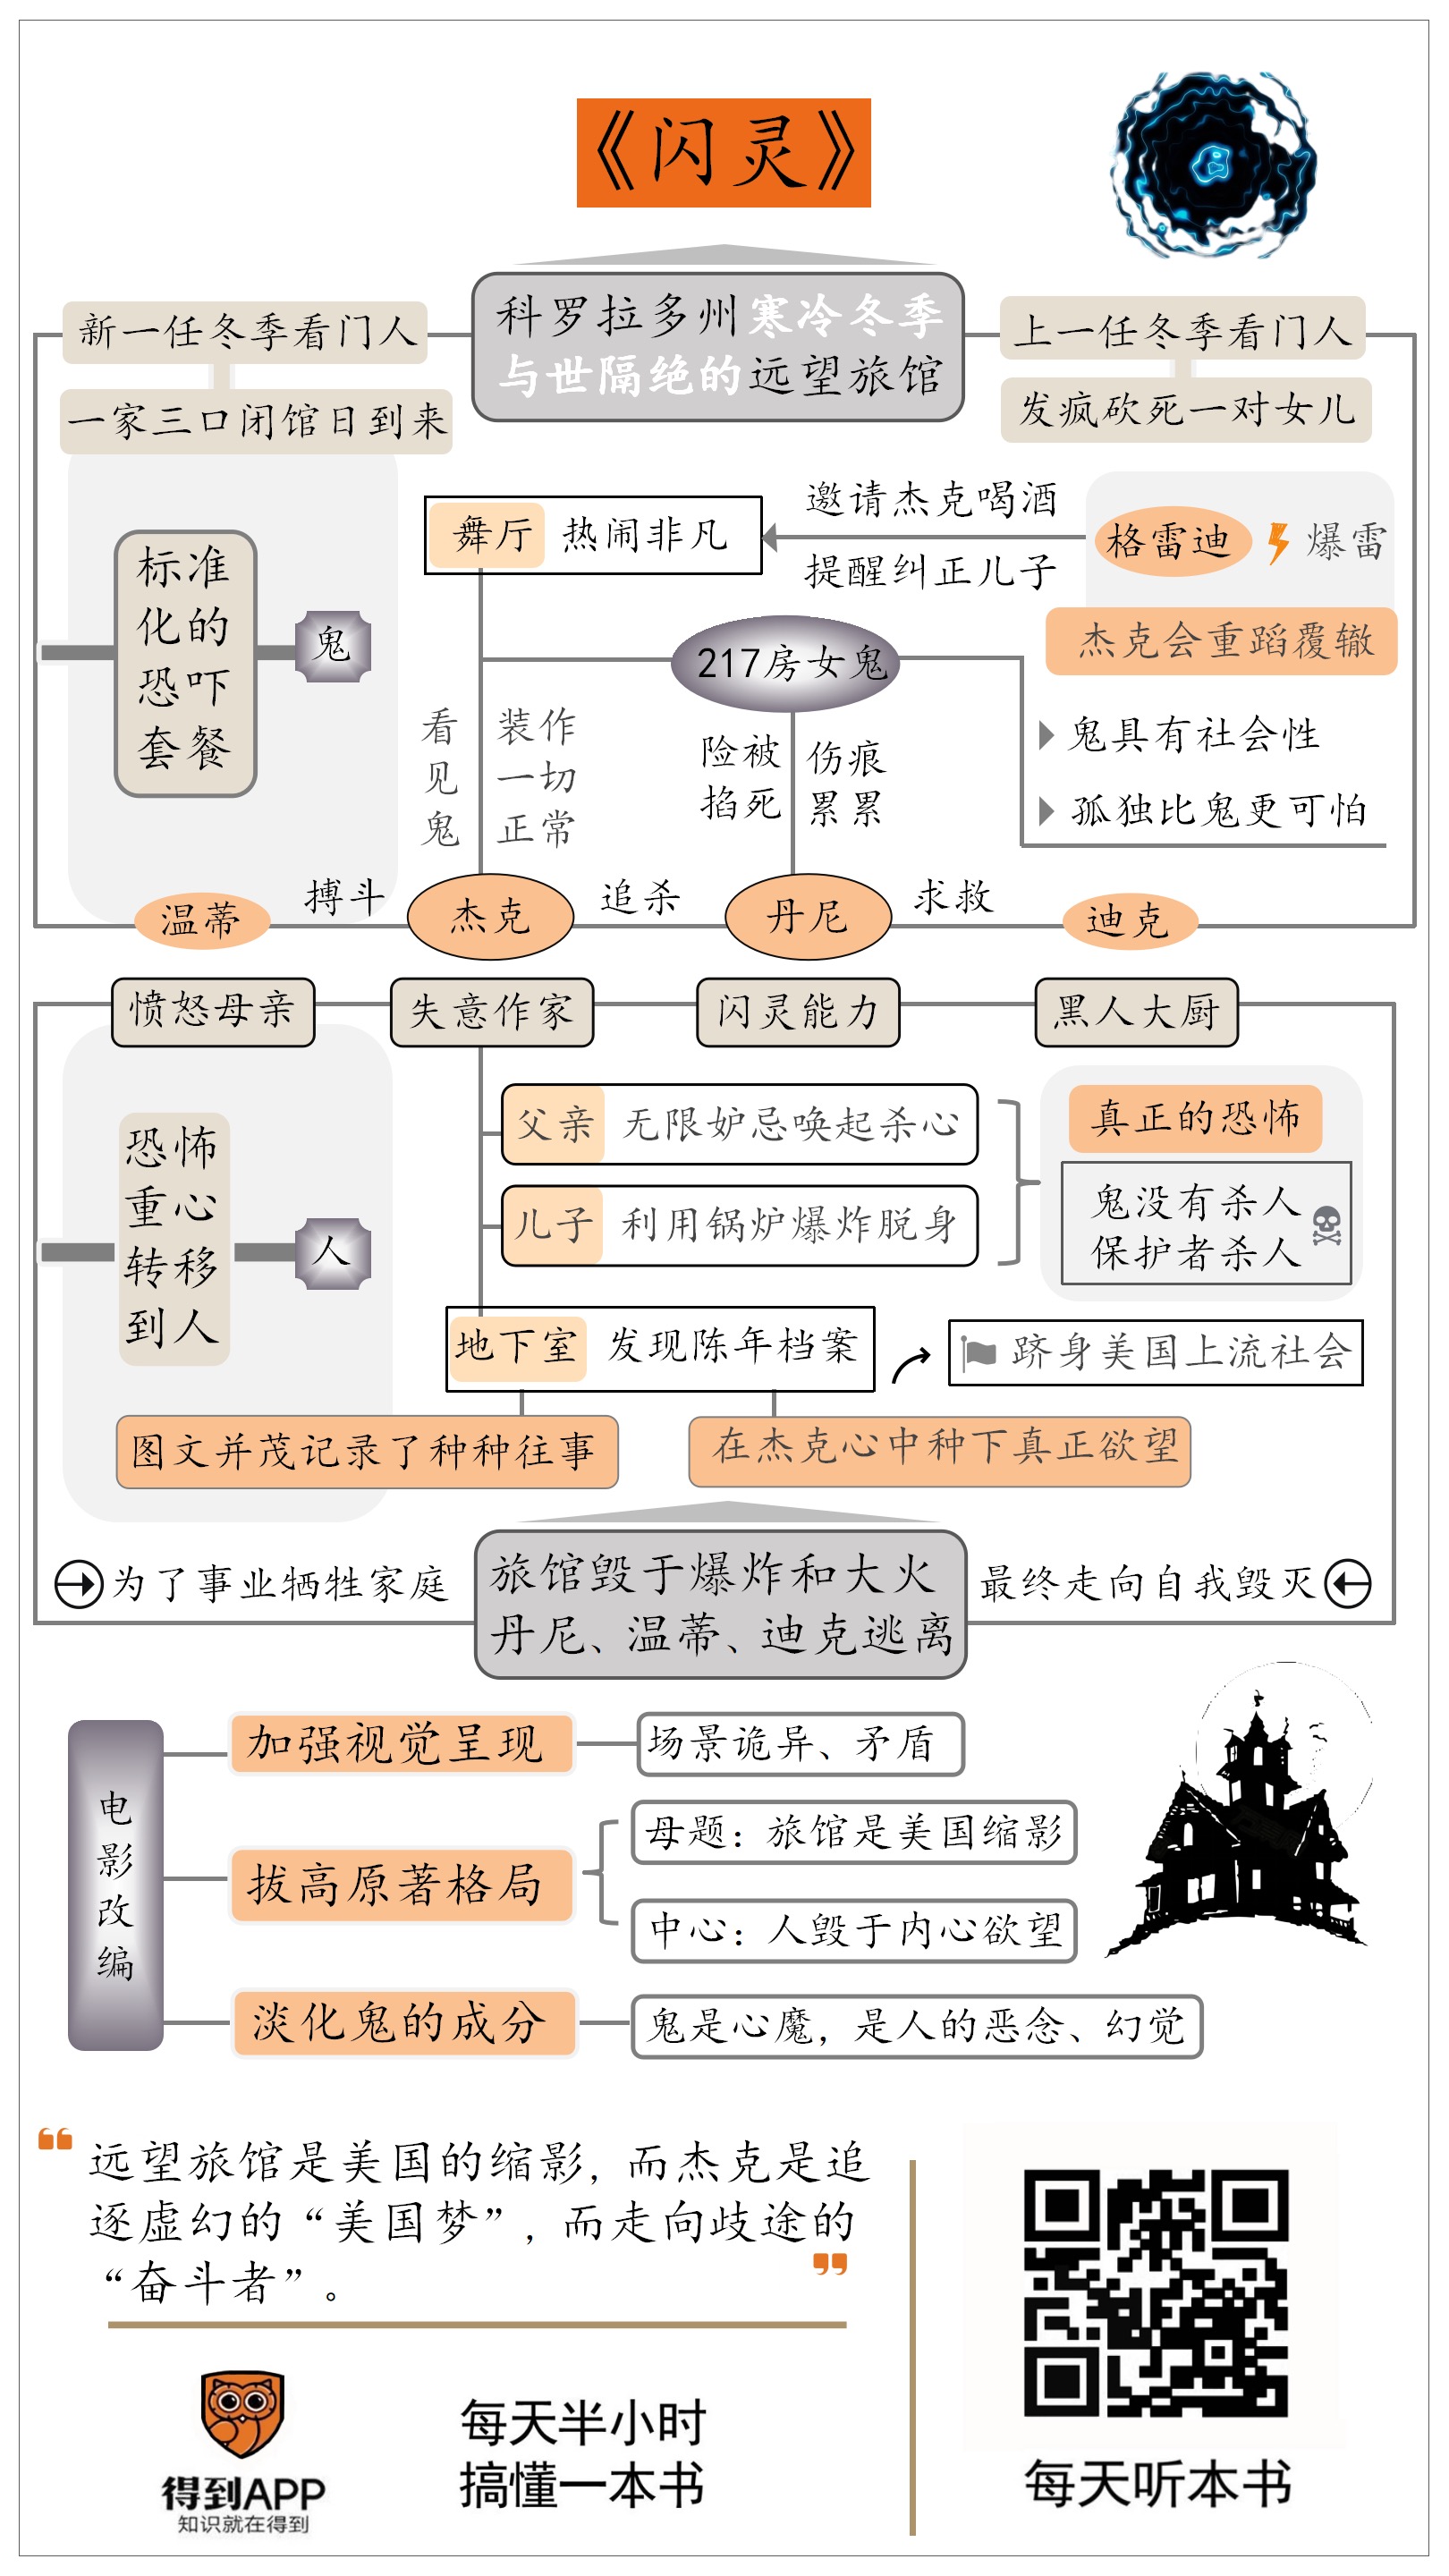 《闪灵》
科罗拉多州寒冷冬季
与世隔绝的远望旅馆
新一任冬季看门人
一家三口闭馆日到来
上一任冬季看门人
发疯砍死一对女儿
标准
化的
恐吓
套餐
鬼
舞厅 热闹非凡
邀请杰克喝酒
提醒纠正儿子
格雷迪 爆雷
杰克会重蹈覆辙
217房女鬼
鬼具有社会性
孤独比鬼更可怕
看见鬼
装作
一切
正常
险被
掐死
伤痕
累累
温蒂 搏斗 杰克 追杀 丹尼 求救 迪克
愤怒母亲 失意作家 闪灵能力 黑人大厨
恐怖
重心
转移
到人
人
父亲 无限妒忌唤起杀心
儿子 利用锅炉爆炸脱身
真正的恐怖
鬼没有杀人
保护者杀人
地下室 发现陈年档案
跻身美国上流社会
图文并茂记录了种种往事
在杰克心中种下真正欲望
为了事业牺牲家庭
旅馆毁于爆炸和大火
丹尼、温蒂、迪克逃离
最终走向自我毁灭
电影改编
加强视觉呈现 场景诡异、矛盾
拔高原著格局
母题：旅馆是美国缩影
中心：人毁于内心欲望
淡化鬼的成分 鬼是心魔，是人的恶念、幻觉
远望旅馆是美国的缩影，而杰克是追
逐虚幻的“美国梦”，而走向歧途的
“奋斗者”。
得到APP
知识就在得到
每天半小时
搞懂一本书
每天听本书